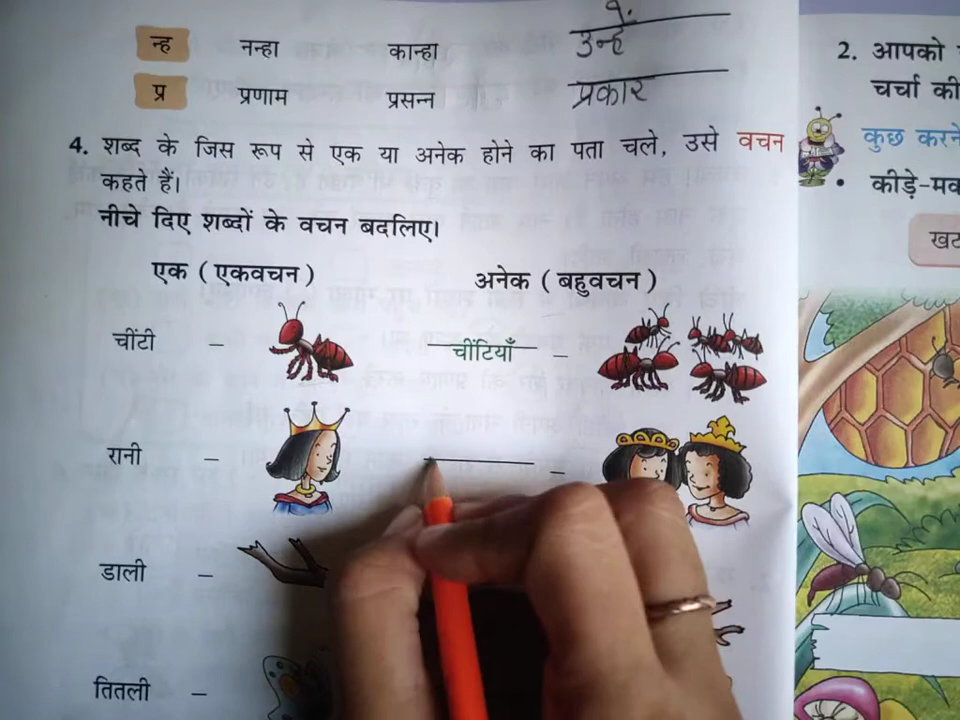 न्ह नन्हा कान्हा उन्हें
प्र प्रणाम प्रसन्न प्रकार
4. शब्द के जिस रूप से एक या अनेक होने का पता चले, उसे वचन
कहते हैं।
नीचे दिए शब्दों के वचन बदलिए।
एक (एकवचन) अनेक (बहुवचन)
चींटी – चींटियाँ –
रानी – –
डाली –
तितली –
2. आपको
चर्चा की
कुछ करने
• कीड़े-मक
खट